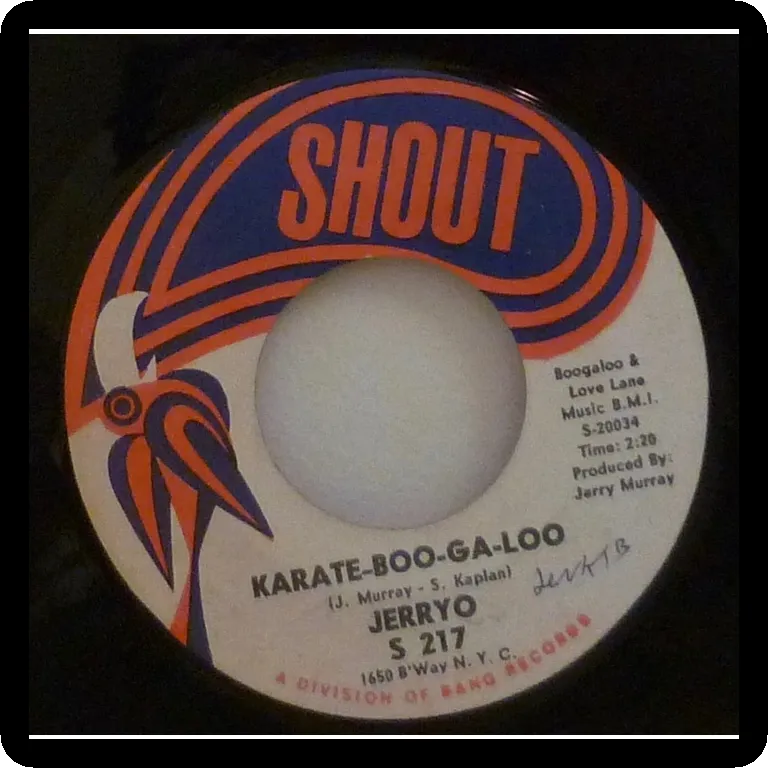 SHOUT
Boogaloo &
Love Lane
Music B.M.I.
S-20034
Time: 2:20
Produced By:
Jerry Murray
KARATE-BOO-GA-LOO
(J. Murray - S. Kaplan)
JERRYO
S 217
1650 B'Way N. Y. C.
A DIVISION OF BANG RECORDS